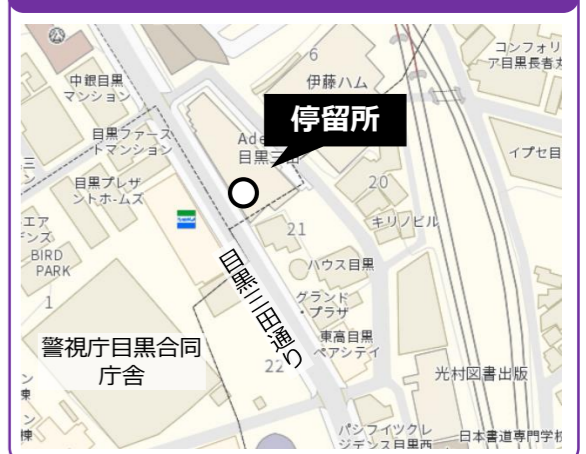 コンフォリ
ア目黒長者丸
6
伊藤ハム
中銀目黒
マンション
停留所
目黒ファース
トマンション
Ade
目黒三田
三
イプセ目
目黒プレザ
ントホームズ
20
エア
デンズ
21
キリノビル
BIRD
PARK
ハウス目黒
目黒三田通り
1
グランド
・プラザ
警視庁目黒合同
庁舎
東高目黒
ペアシティ
22
光村図書出版
ン
棟
ン
棟
パシフィックレ
ジデンス目黒西
日本書道専門学校